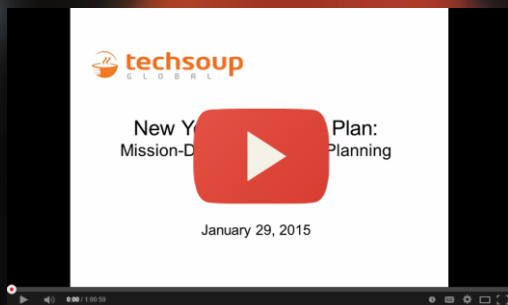 techsoup
GLOBAL
New Y Plan:
Mission-D Planning
January 29, 2015
0:00 / 1:00:59